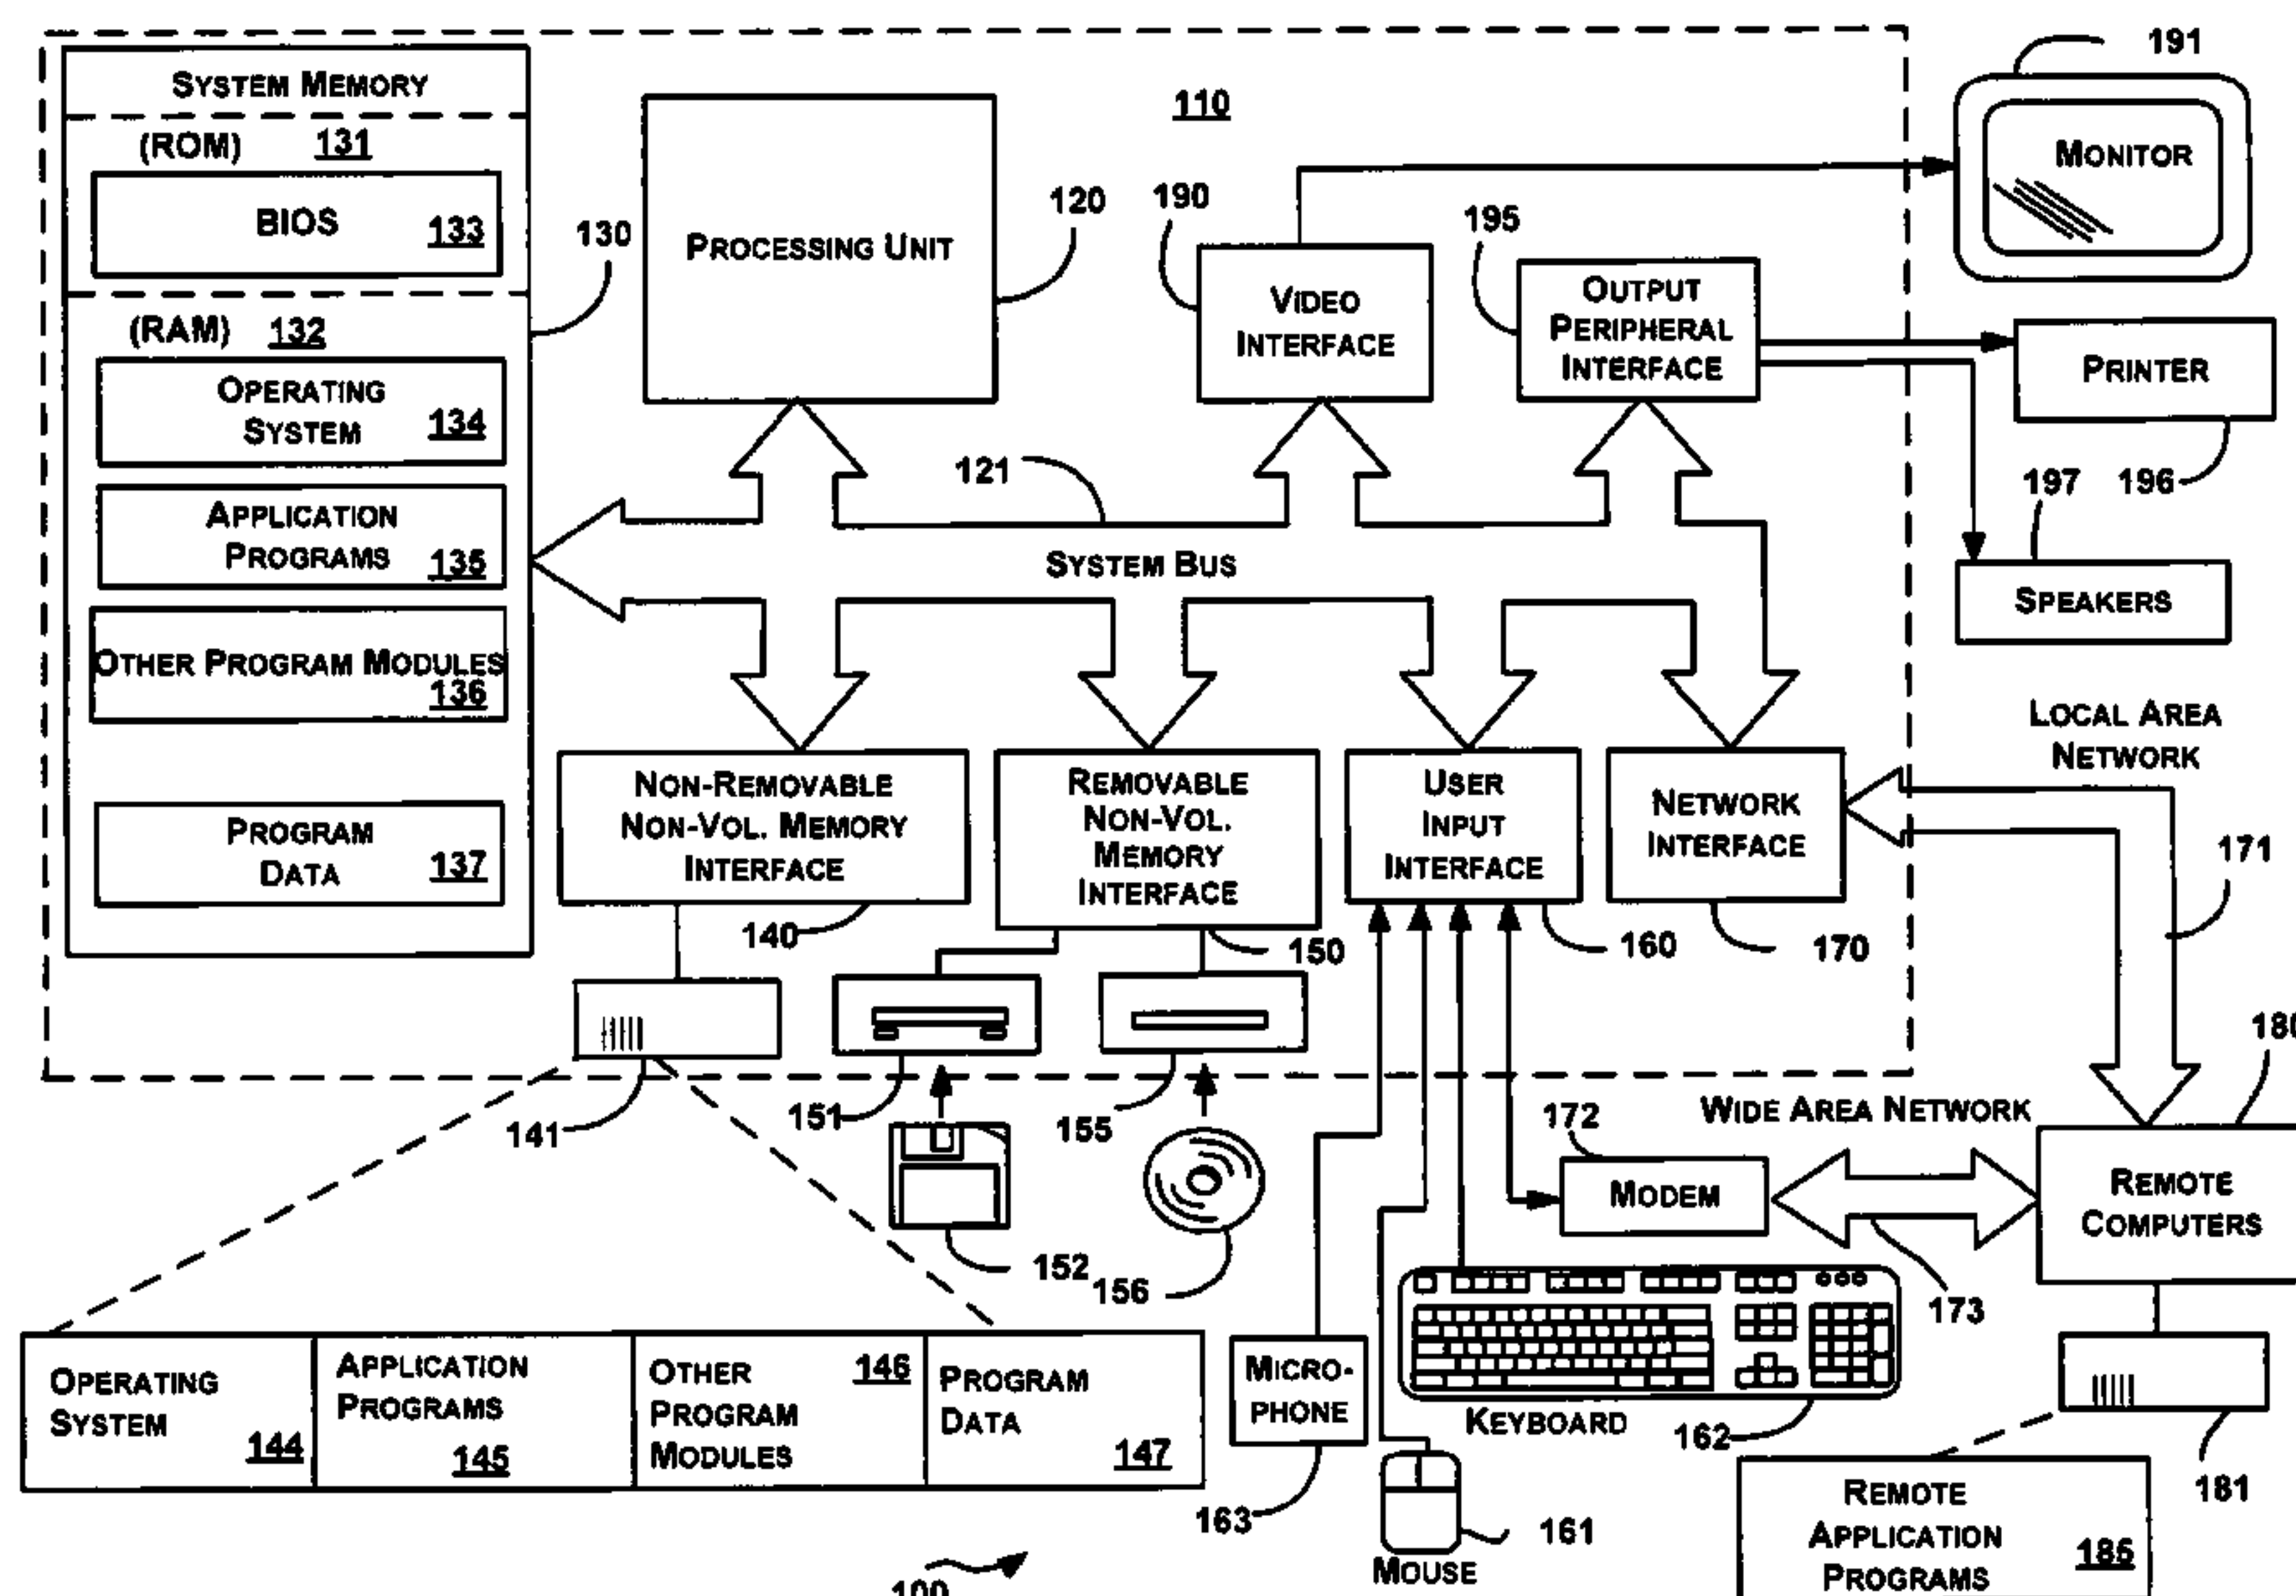 SYSTEM MEMORY
(ROM) 131
BIOS 133
130
(RAM) 132
OPERATING
SYSTEM 134
APPLICATION
PROGRAMS 135
OTHER PROGRAM MODULES
136
PROGRAM
DATA 137
PROCESSING UNIT
120
110
190
VIDEO
INTERFACE
195
OUTPUT
PERIPHERAL
INTERFACE
191
MONITOR
PRINTER
196
197
SPEAKERS
121
SYSTEM BUS
NON-REMOVABLE
NON-VOL. MEMORY
INTERFACE
140
REMOVABLE
NON-VOL.
MEMORY
INTERFACE
150
USER
INPUT
INTERFACE
160
NETWORK
INTERFACE
170
LOCAL AREA
NETWORK
171
141
151
155
152
156
172
WIDE AREA NETWORK
MODEM
173
180
REMOTE
COMPUTERS
OPERATING
SYSTEM 144
APPLICATION
PROGRAMS
145
OTHER 146
PROGRAM
MODULES
PROGRAM
DATA
147
MICRO-
PHONE
163
KEYBOARD
162
161
MOUSE
181
REMOTE
APPLICATION
PROGRAMS 185
100